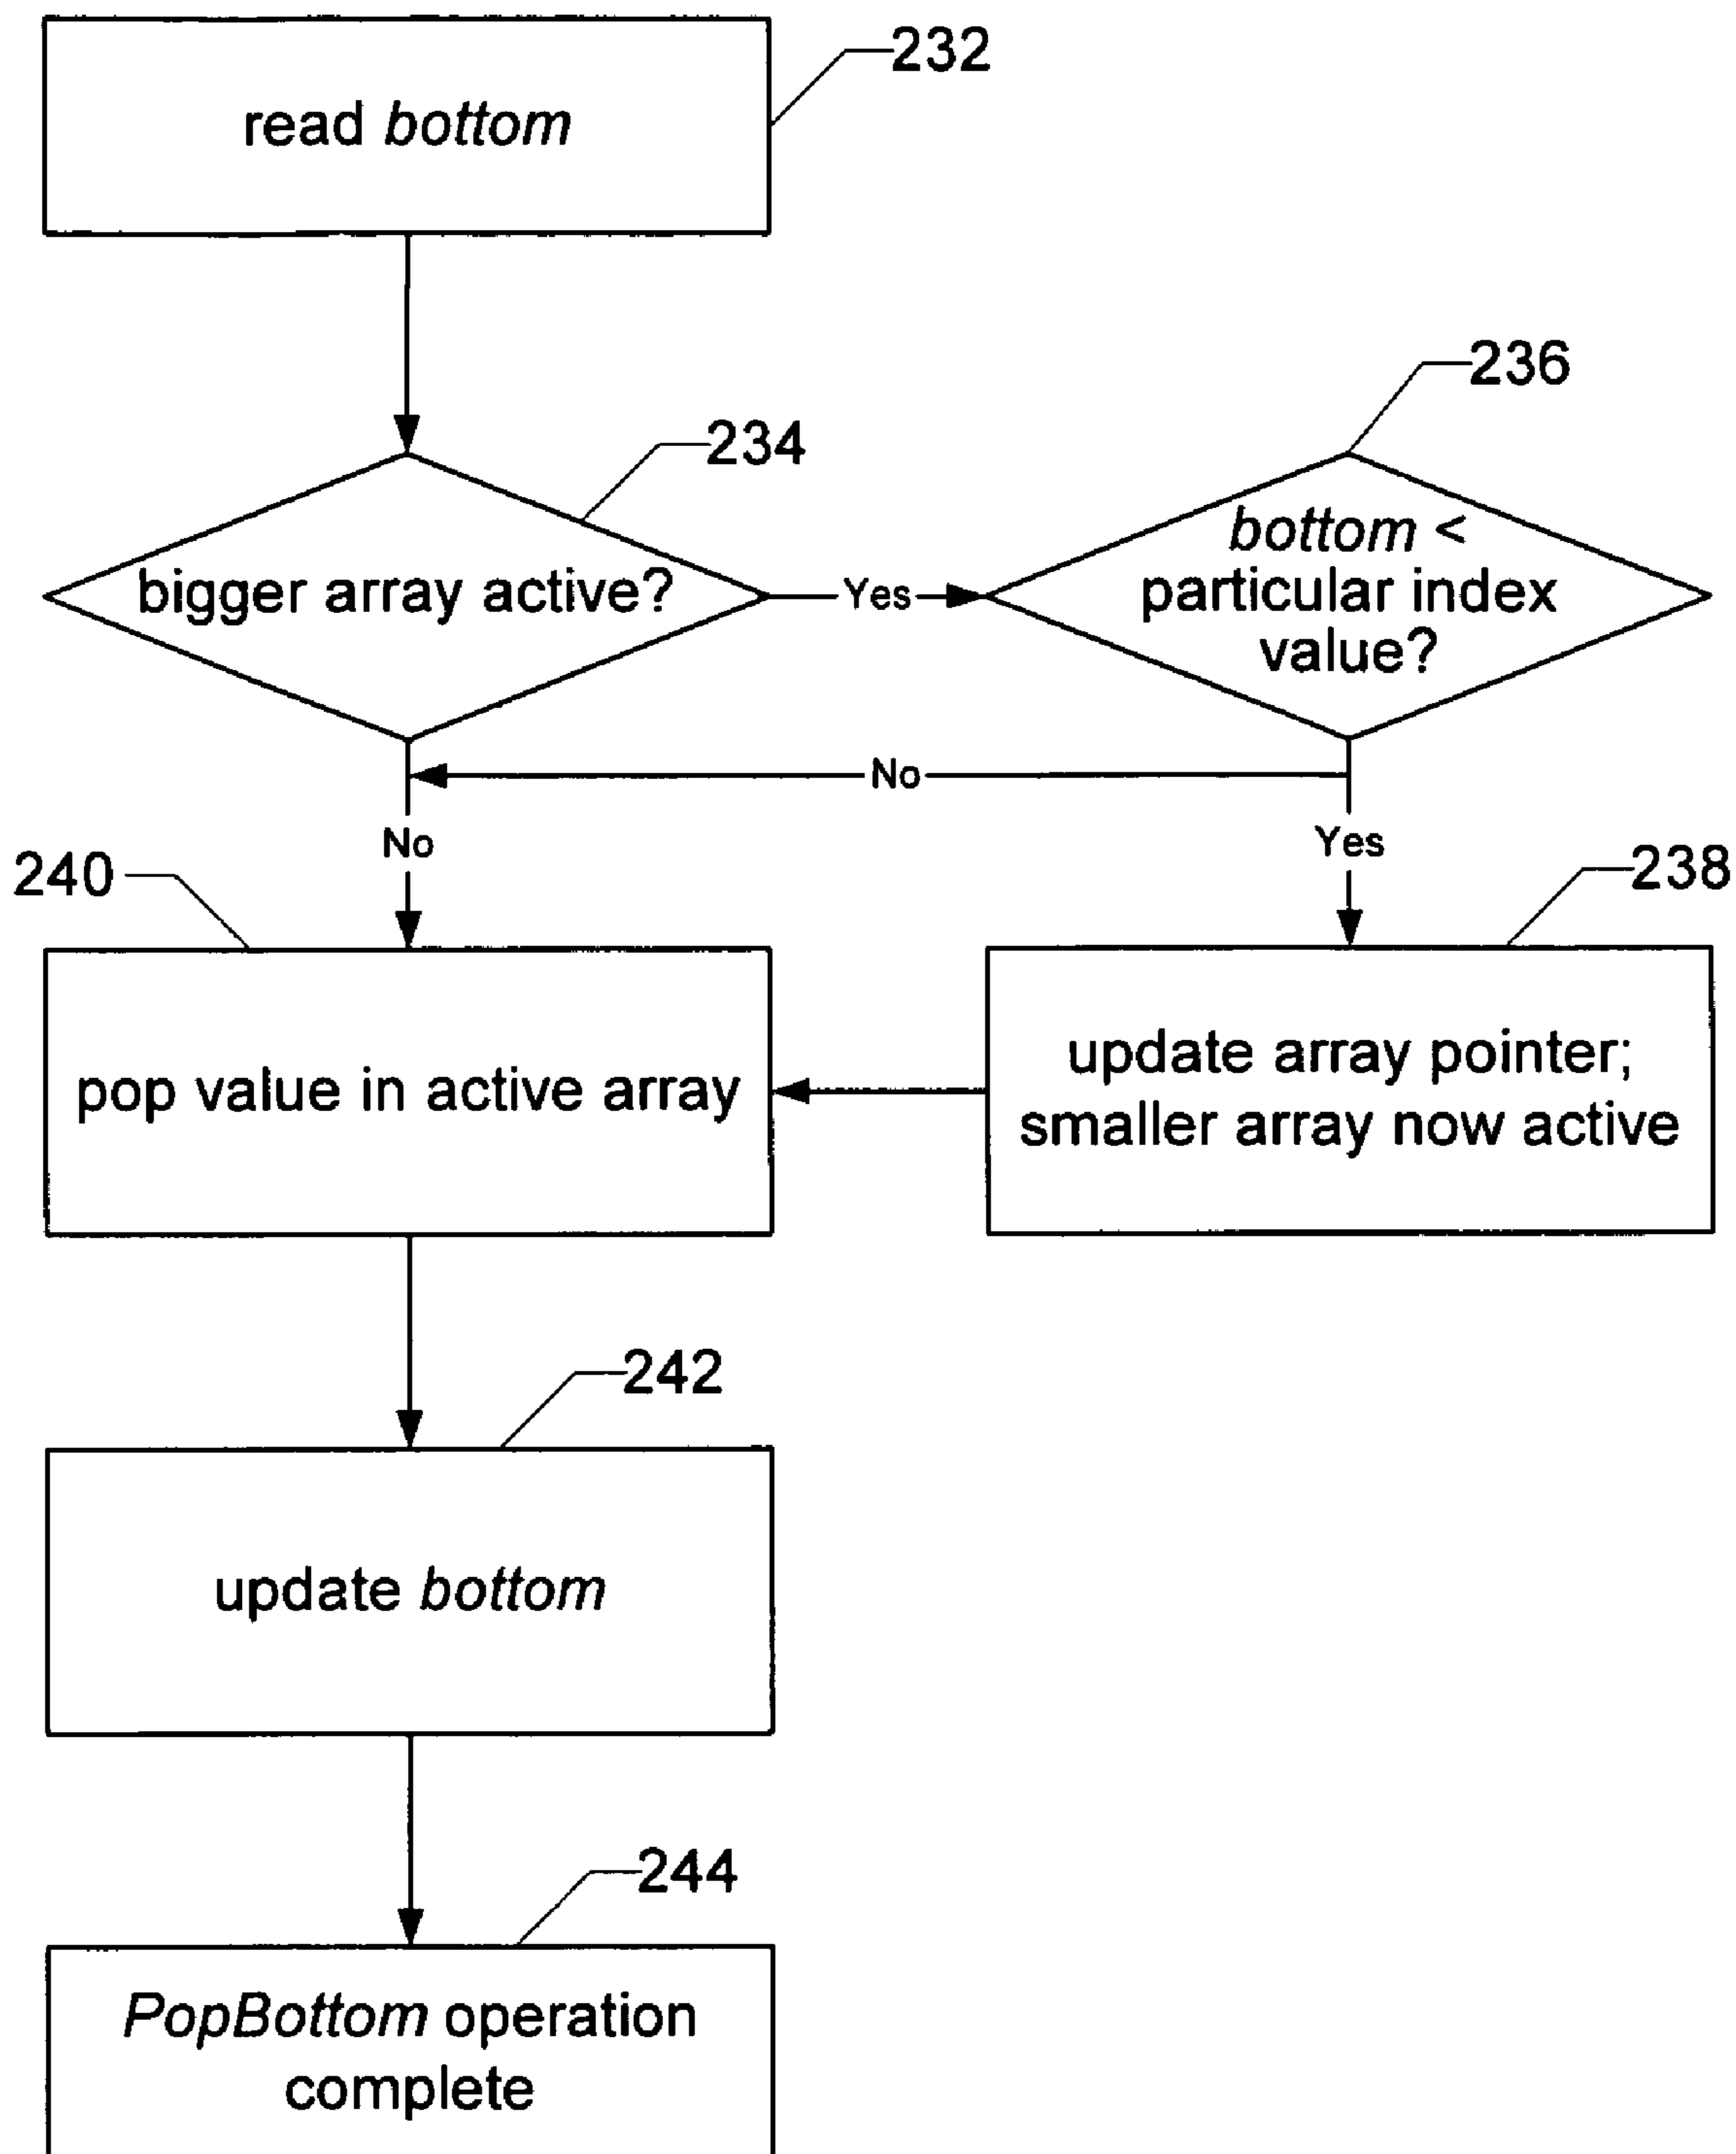 232
read bottom
236
234
bigger array active?
Yes
bottom <
particular index
value?
No
No
Yes
240
238
pop value in active array
update array pointer;
smaller array now active
242
update bottom
244
PopBottom operation
complete